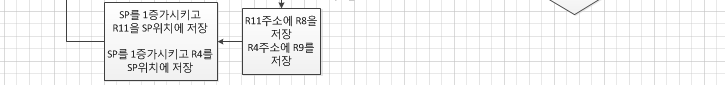 SP를 1증가시키고
R11을 SP위치에 저장
SP를 1증가시키고 R4를
SP위치에 저장
R11주소에 R8을
저장
R4주소에 R9를
저장